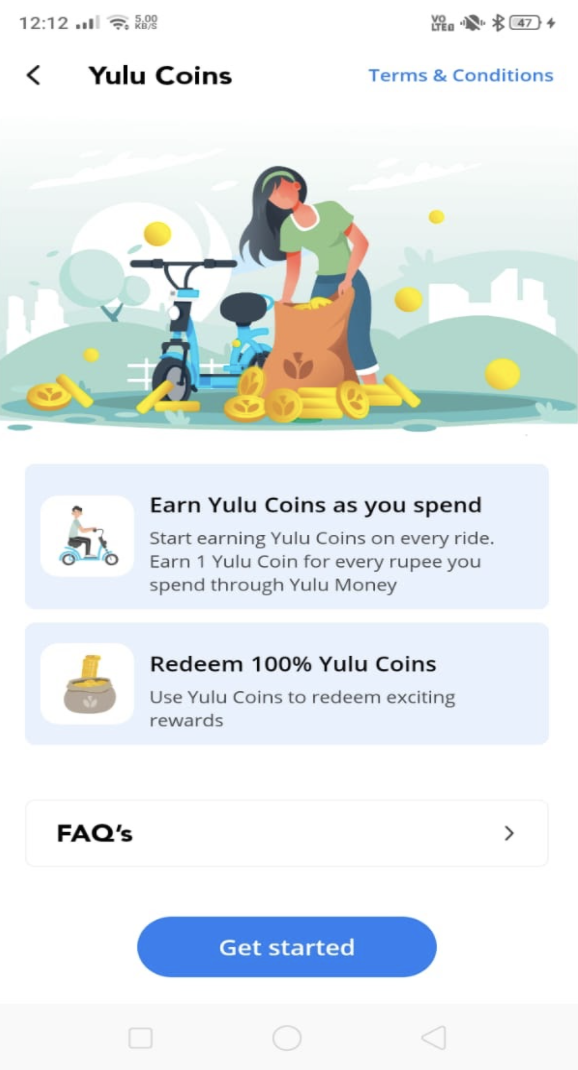 12:12 5.00 KB/S VO LTE 47
Yulu Coins Terms & Conditions
Earn Yulu Coins as you spend
Start earning Yulu Coins on every ride.
Earn 1 Yulu Coin for every rupee you
spend through Yulu Money
Redeem 100% Yulu Coins
Use Yulu Coins to redeem exciting
rewards
FAQ's
Get started